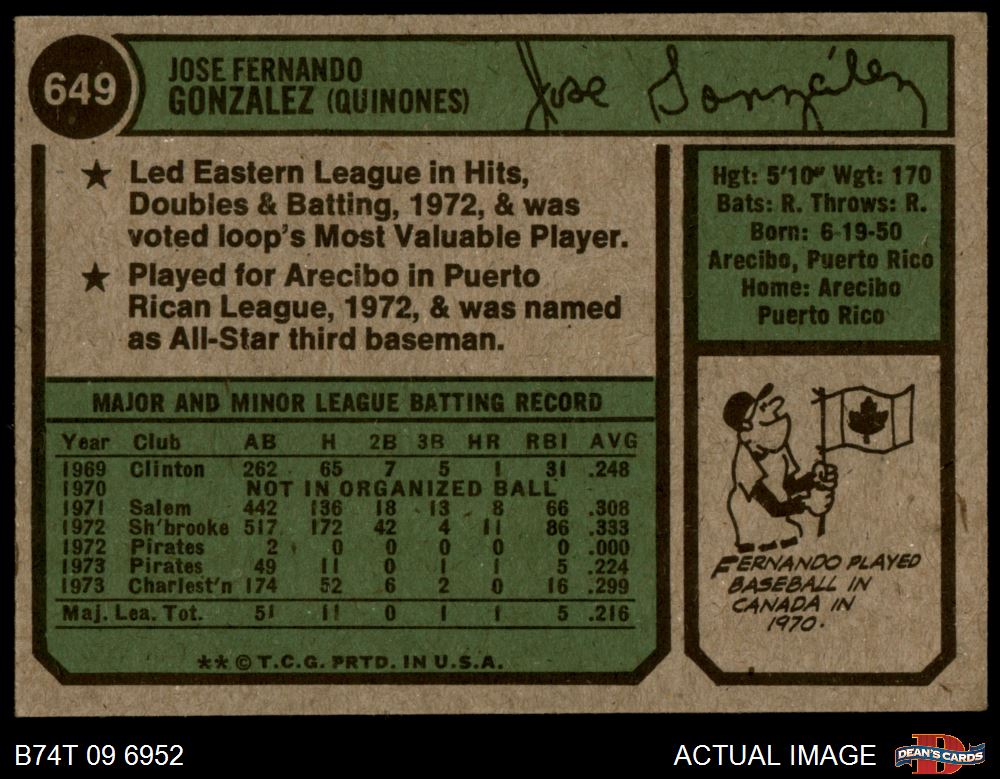 649
JOSE FERNANDO
GONZALEZ (QUINONES)
Jose González
★ Led Eastern League in Hits,
Doubles & Batting, 1972, & was
voted loop's Most Valuable Player.
★ Played for Arecibo in Puerto
Rican League, 1972, & was named
as All-Star third baseman.
Hgt: 5'10" Wgt: 170
Bats: R. Throws: R.
Born: 6-19-50
Arecibo, Puerto Rico
Home: Arecibo
Puerto Rico
MAJOR AND MINOR LEAGUE BATTING RECORD
Year Club AB H 2B 3B HR RBI AVG
1969 Clinton 262 65 7 5 1 31 .248
1970 NOT IN ORGANIZED BALL
1971 Salem 442 136 18 13 8 66 .308
1972 Sh'brooke 517 172 42 4 11 86 .333
1972 Pirates 2 0 0 0 0 0 .000
1973 Pirates 49 11 0 1 1 5 .224
1973 Charlest'n 174 52 6 2 0 16 .299
Maj. Lea. Tot. 51 11 0 1 1 5 .216
** © T.C.G. PRTD. IN U.S.A.
FERNANDO PLAYED
BASEBALL IN
CANADA IN
1970.
B74T 09 6952
ACTUAL IMAGE
DEAN'S CARDS